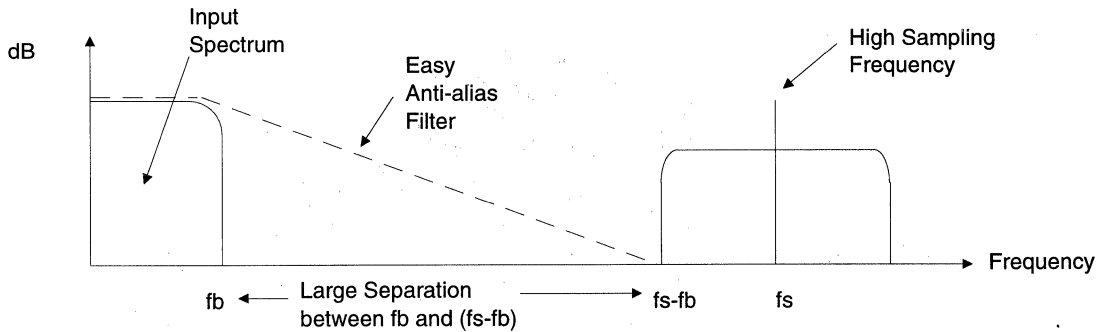 Input
Spectrum
dB
High Sampling
Frequency
Easy
Anti-alias
Filter
Frequency
fb
Large Separation
between fb and (fs-fb)
fs-fb
fs